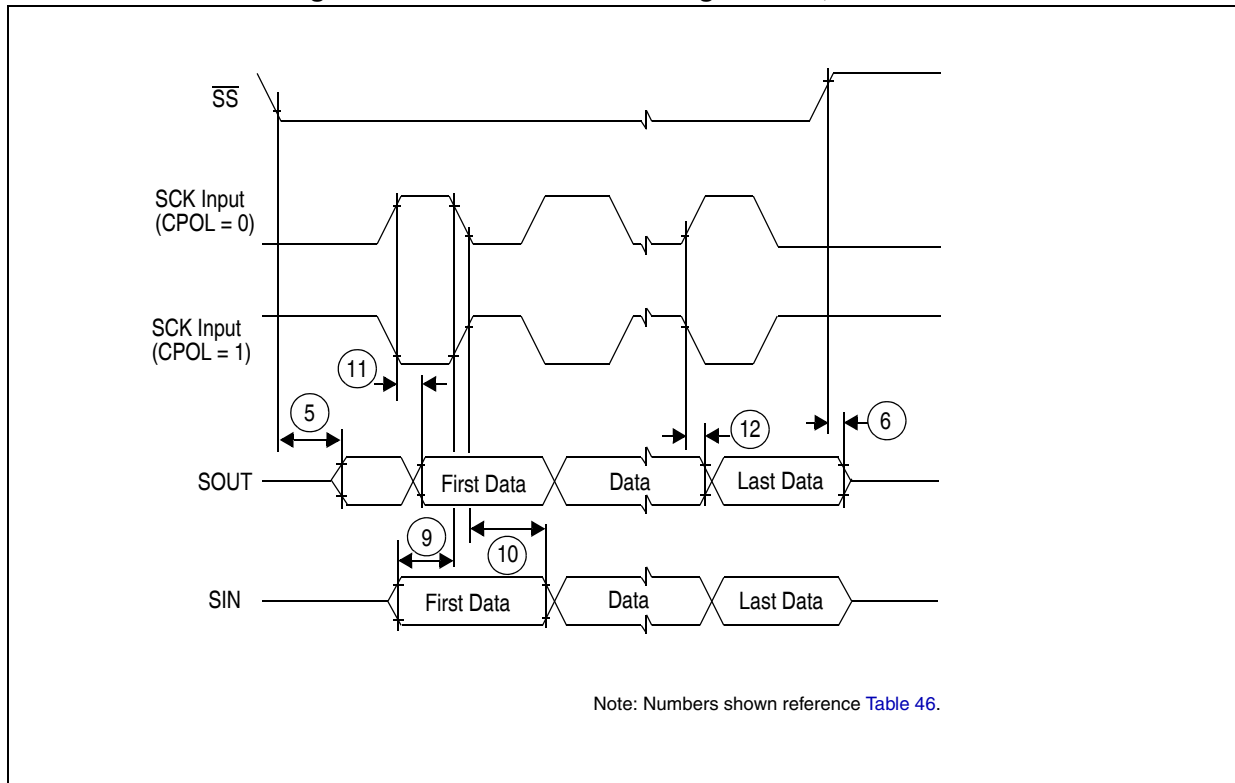 SS
SCK Input
(CPOL = 0)
SCK Input
(CPOL = 1)
11
5
12
6
SOUT
First Data
Data
Last Data
9
10
SIN
First Data
Data
Last Data
Note: Numbers shown reference Table 46.